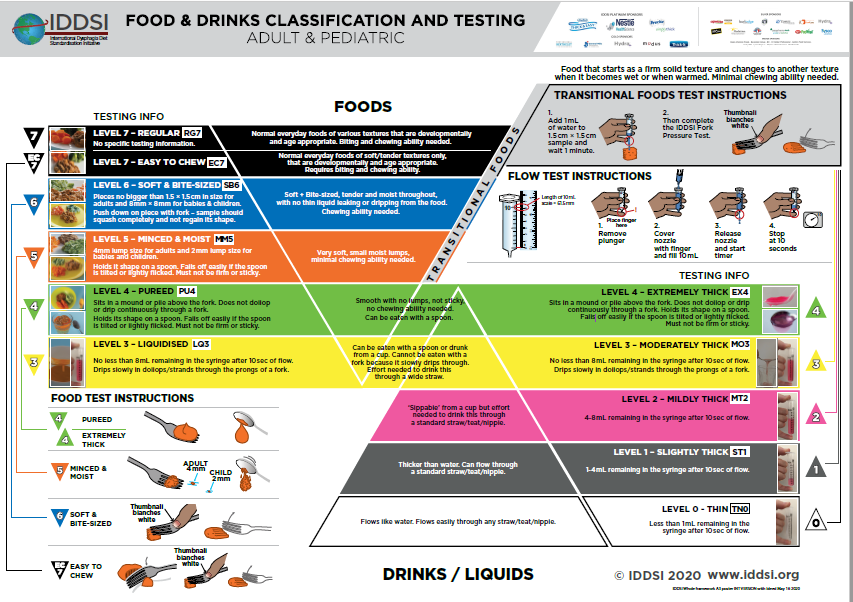 IDDSI
International Dysphagia Diet
Standardisation Initiative
FOOD & DRINKS CLASSIFICATION AND TESTING
ADULT & PEDIATRIC
Nestlé
Food that starts as a firm solid texture and changes to another texture
when it becomes wet or when warmed. Minimal chewing ability needed.
TRANSITIONAL FOODS TEST INSTRUCTIONS
1.
Add 1 mL
of water to
1.5 cm × 1.5 cm
sample and
wait 1 minute.
2.
Then complete
the IDDSI Fork
Pressure Test.
Thumbnail
blanches
white
FOODS
TESTING INFO
TRANSITIONAL FOODS
7
LEVEL 7 – REGULAR RG7
No specific testing information.
Normal everyday foods of various textures that are developmentally
and age appropriate. Biting and chewing ability needed.
EC
7
LEVEL 7 – EASY TO CHEW EC7
Normal everyday foods of soft/tender textures only,
that are developmentally and age appropriate.
Requires biting and chewing ability.
6
LEVEL 6 – SOFT & BITE-SIZED SB6
Pieces no bigger than 1.5 × 1.5cm in size for
adults and 8mm × 8mm for babies & children.
Push down on piece with fork – sample should
squash completely and not regain its shape.
Soft + Bite-sized, tender and moist throughout,
with no thin liquid leaking or dripping from the food.
Chewing ability needed.
5
LEVEL 5 – MINCED & MOIST MM5
4mm lump size for adults and 2mm lump size for
babies and children.
Holds its shape on a spoon. Falls off easily if the spoon
is tilted or lightly flicked. Must not be firm or sticky.
Very soft, small moist lumps,
minimal chewing ability needed.
4
LEVEL 4 – PUREED PU4
Sits in a mound or pile above the fork. Does not dollop
or drip continuously through a fork.
Holds its shape on a spoon. Falls off easily if the spoon
is tilted or lightly flicked. Must not be firm or sticky.
Smooth with no lumps, not sticky,
no chewing ability needed.
Can be eaten with a spoon.
3
LEVEL 3 – LIQUIDISED LQ3
No less than 8mL remaining in the syringe after 10sec of flow.
Drips slowly in dollops/strands through the prongs of a fork.
Can be eaten with a spoon or drunk
from a cup. Cannot be eaten with a
fork because it slowly drips through.
Effort needed to drink this
through a wide straw.
FLOW TEST INSTRUCTIONS
Length of 10mL
scale = 61.5mm
10
Place finger
here
1.
Remove
plunger
2.
Cover
nozzle
with finger
and fill 10mL
3.
Release
nozzle
and start
timer
4.
Stop
at 10
seconds
TESTING INFO
LEVEL 4 – EXTREMELY THICK EX4
Sits in a mound or pile above the fork. Does not dollop or drip
continuously through a fork. Holds its shape on a spoon.
Falls off easily if the spoon is tilted or lightly flicked.
Must not be firm or sticky.
4
LEVEL 3 – MODERATELY THICK MO3
No less than 8mL remaining in the syringe after 10sec of flow.
Drips slowly in dollops/strands through the prongs of a fork.
3
LEVEL 2 – MILDLY THICK MT2
4-8mL remaining in the syringe after 10sec of flow.
'Sippable' from a cup but effort
needed to drink this through
a standard straw/teat/nipple.
2
LEVEL 1 – SLIGHTLY THICK ST1
1-4mL remaining in the syringe after 10sec of flow.
Thicker than water. Can flow through
a standard straw/teat/nipple.
1
LEVEL 0 - THIN TN0
Less than 1mL remaining in the
syringe after 10sec of flow.
Flows like water. Flows easily through any straw/teat/nipple.
0
FOOD TEST INSTRUCTIONS
4
PUREED
4
EXTREMELY
THICK
5
MINCED &
MOIST
ADULT
4mm
CHILD
2mm
6
SOFT &
BITE-SIZED
Thumbnail
blanches
white
EC
7
EASY TO
CHEW
Thumbnail
blanches
white
DRINKS / LIQUIDS
© IDDSI 2020 www.iddsi.org